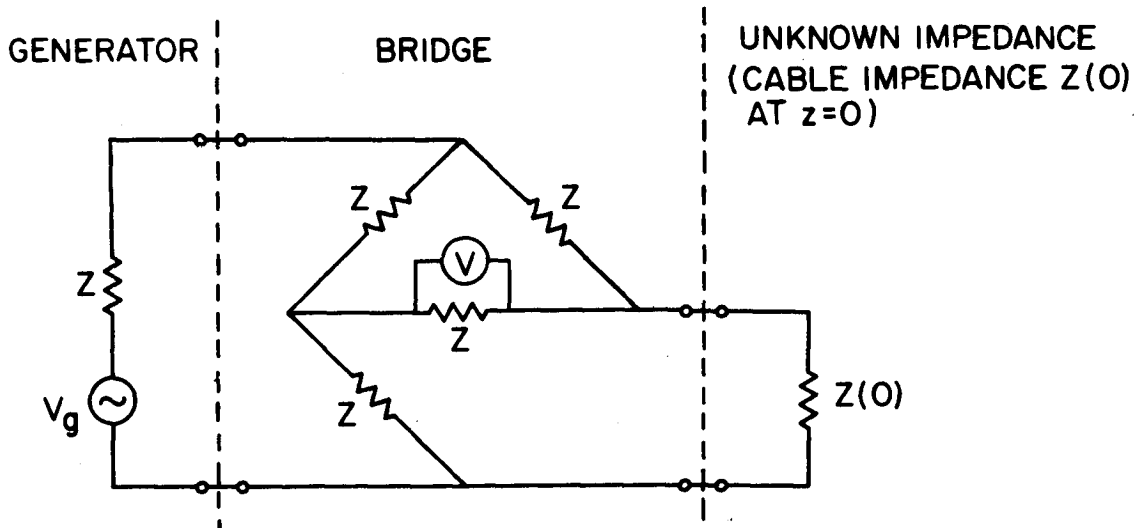 GENERATOR
BRIDGE
UNKNOWN IMPEDANCE
(CABLE IMPEDANCE Z(0)
AT z=0)
Z
Z
Z
V
Z
Z
Vg
Z(0)